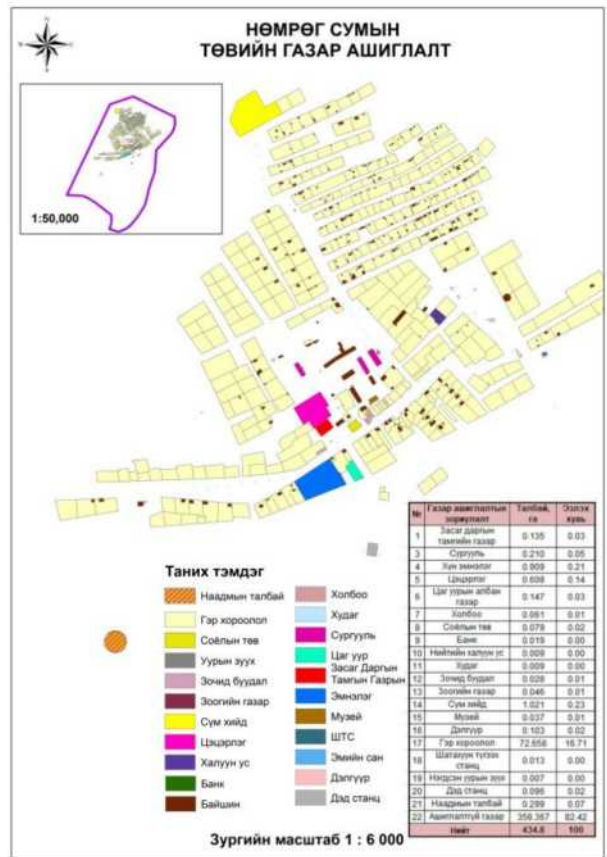 НӨМРӨГ СУМЫН
ТӨВИЙН ГАЗАР АШИГЛАЛТ
1:50,000
Таних тэмдэг
Наадмын талбай
Гэр хороолол
Соёлын төв
Уурын зуух
Зочид буудал
Зоогийн газар
Сүм хийд
Цэцэрлэг
Халуун ус
Банк
Байшин
Холбоо
Худаг
Сургууль
Цаг уур
Засаг Даргын
Тамгын Газрын
Эмнэлэг
Музей
ШТС
Эмийн сан
Дэлгүүр
Дэд станц
№ Газар ашиглалтын зориулалт Талбай, га Эзлэх хувь
1 Засаг даргын тамгийн газар 0.135 0.03
3 Сургууль 0.210 0.05
4 Хүн эмнэлэг 0.909 0.21
5 Цэцэрлэг 0.608 0.14
6 Цаг уурын албан газар 0.147 0.03
7 Холбоо 0.061 0.01
8 Соёлын төв 0.079 0.02
9 Банк 0.019 0.00
10 Нийтийн халуун ус 0.009 0.00
11 Худаг 0.009 0.00
12 Зочид буудал 0.028 0.01
13 Зоогийн газар 0.046 0.01
14 Сүм хийд 1.021 0.23
15 Музей 0.037 0.01
16 Дэлгүүр 0.103 0.02
17 Гэр хороолол 72.658 16.71
18 Шатахуун түгээх станц 0.013 0.00
19 Нэгдсэн уурын зуух 0.007 0.00
20 Дэд станц 0.096 0.02
21 Наадмын талбай 0.299 0.07
22 Ашиглалтгүй газар 358.367 82.42
Нийт 434.8 100
Зургийн масштаб 1 : 6 000